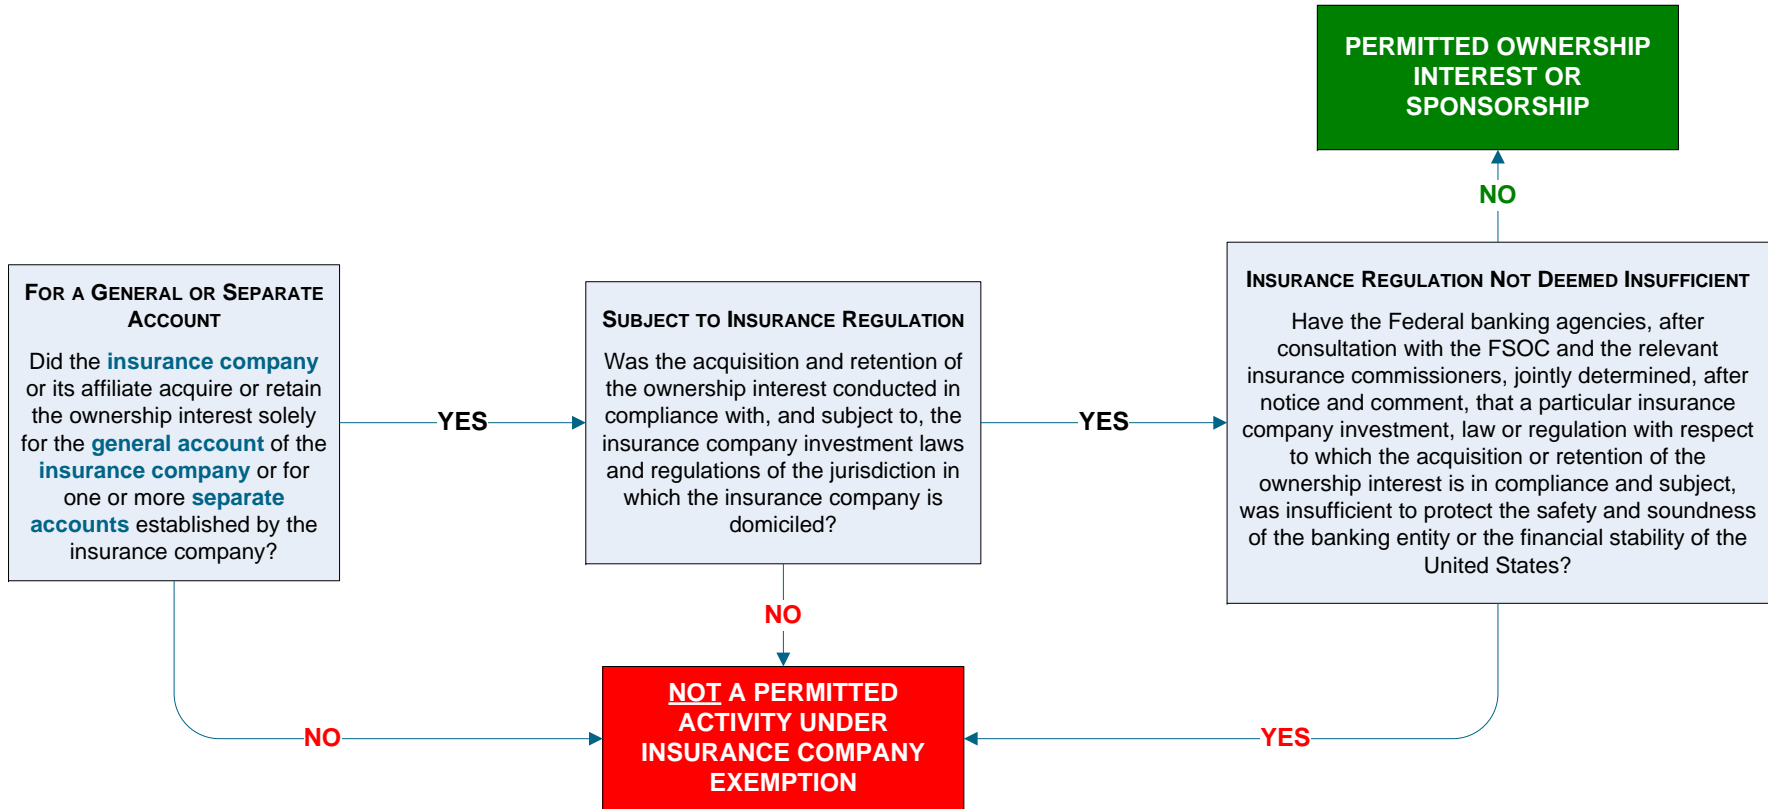 PERMITTED OWNERSHIP
INTEREST OR
SPONSORSHIP
NO
FOR A GENERAL OR SEPARATE
ACCOUNT
Did the insurance company
or its affiliate acquire or retain
the ownership interest solely
for the general account of the
insurance company or for
one or more separate
accounts established by the
insurance company?
YES
SUBJECT TO INSURANCE REGULATION
Was the acquisition and retention of
the ownership interest conducted in
compliance with, and subject to, the
insurance company investment laws
and regulations of the jurisdiction in
which the insurance company is
domiciled?
YES
INSURANCE REGULATION NOT DEEMED INSUFFICIENT
Have the Federal banking agencies, after
consultation with the FSOC and the relevant
insurance commissioners, jointly determined, after
notice and comment, that a particular insurance
company investment, law or regulation with respect
to which the acquisition or retention of the
ownership interest is in compliance and subject,
was insufficient to protect the safety and soundness
of the banking entity or the financial stability of the
United States?
NO
NO
NOT A PERMITTED
ACTIVITY UNDER
INSURANCE COMPANY
EXEMPTION
YES